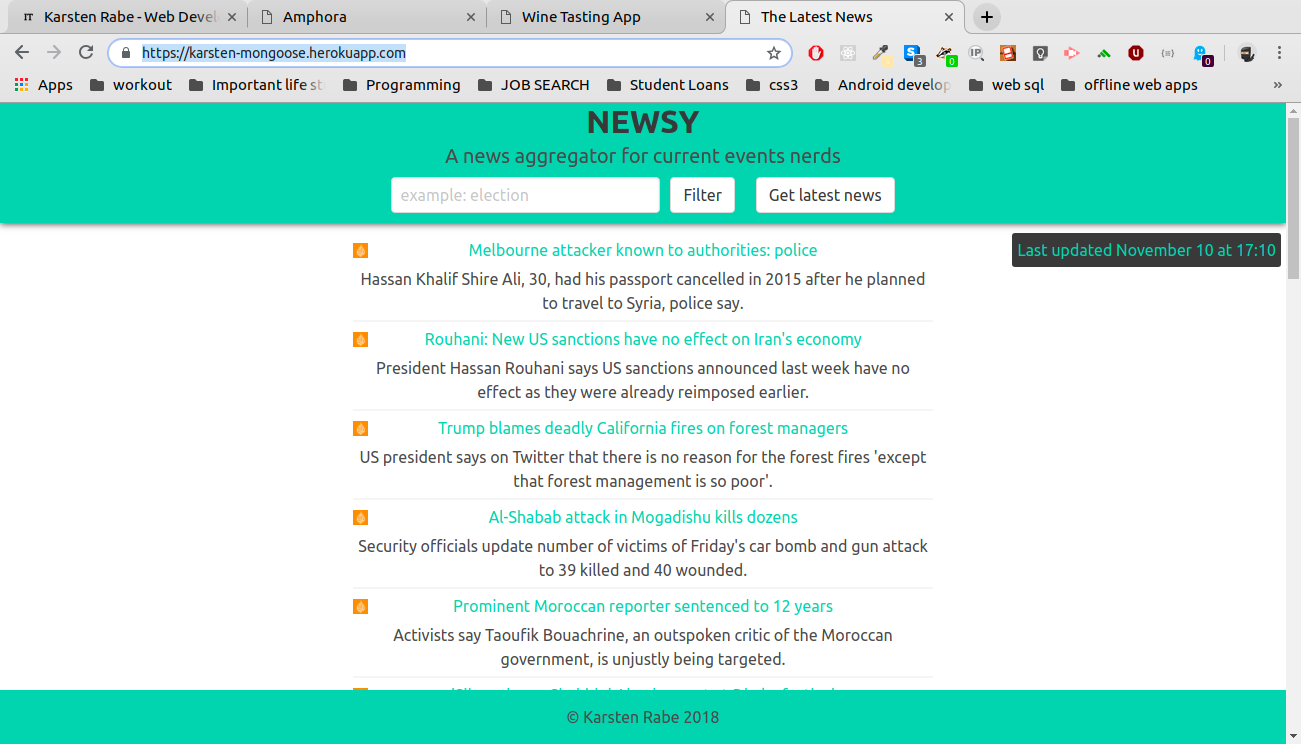 Karsten Rabe - Web Devel
Amphora
Wine Tasting App
The Latest News
https://karsten-mongoose.herokuapp.com
3
0
IP
U
0
Apps
workout
Important life st
Programming
JOB SEARCH
Student Loans
css3
Android develop
web sql
offline web apps
»
NEWSY
A news aggregator for current events nerds
example: election
Filter
Get latest news
Last updated November 10 at 17:10
Melbourne attacker known to authorities: police
Hassan Khalif Shire Ali, 30, had his passport cancelled in 2015 after he planned
to travel to Syria, police say.
Rouhani: New US sanctions have no effect on Iran's economy
President Hassan Rouhani says US sanctions announced last week have no
effect as they were already reimposed earlier.
Trump blames deadly California fires on forest managers
US president says on Twitter that there is no reason for the forest fires 'except
that forest management is so poor'.
Al-Shabab attack in Mogadishu kills dozens
Security officials update number of victims of Friday's car bomb and gun attack
to 39 killed and 40 wounded.
Prominent Moroccan reporter sentenced to 12 years
Activists say Taoufik Bouachrine, an outspoken critic of the Moroccan
government, is unjustly being targeted.
© Karsten Rabe 2018